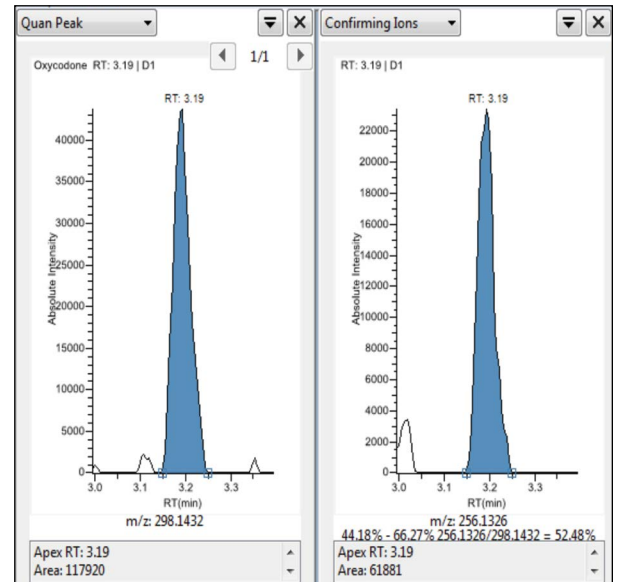 Quan Peak
1/1
Oxycodone RT: 3.19 | D1
RT: 3.19
40000
35000
30000
25000
20000
15000
10000
5000
0
Absolute Intensity
3.0 3.1 3.2 3.3
RT(min)
m/z: 298.1432
Apex RT: 3.19
Area: 117920
Confirming Ions
RT: 3.19 | D1
RT: 3.19
22000
20000
18000
16000
14000
12000
10000
8000
6000
4000
2000
0
Absolute Intensity
3.0 3.1 3.2 3.3
RT(min)
m/z: 256.1326
44.18% - 66.27% 256.1326/298.1432 = 52.48%
Apex RT: 3.19
Area: 61881